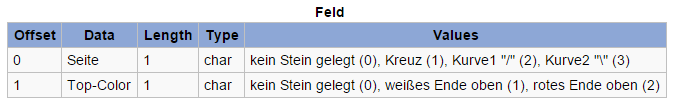 Feld
Offset Data Length Type Values
0 Seite 1 char kein Stein gelegt (0), Kreuz (1), Kurve1 "/" (2), Kurve2 "\" (3)
1 Top-Color 1 char kein Stein gelegt (0), weißes Ende oben (1), rotes Ende oben (2)